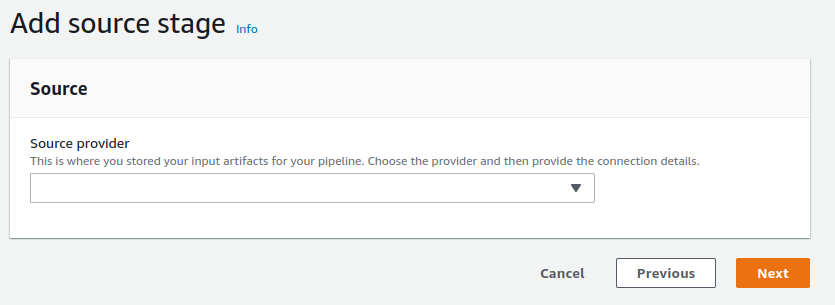 Add source stage Info
Source
Source provider
This is where you stored your input artifacts for your pipeline. Choose the provider and then provide the connection details.
Cancel Previous Next